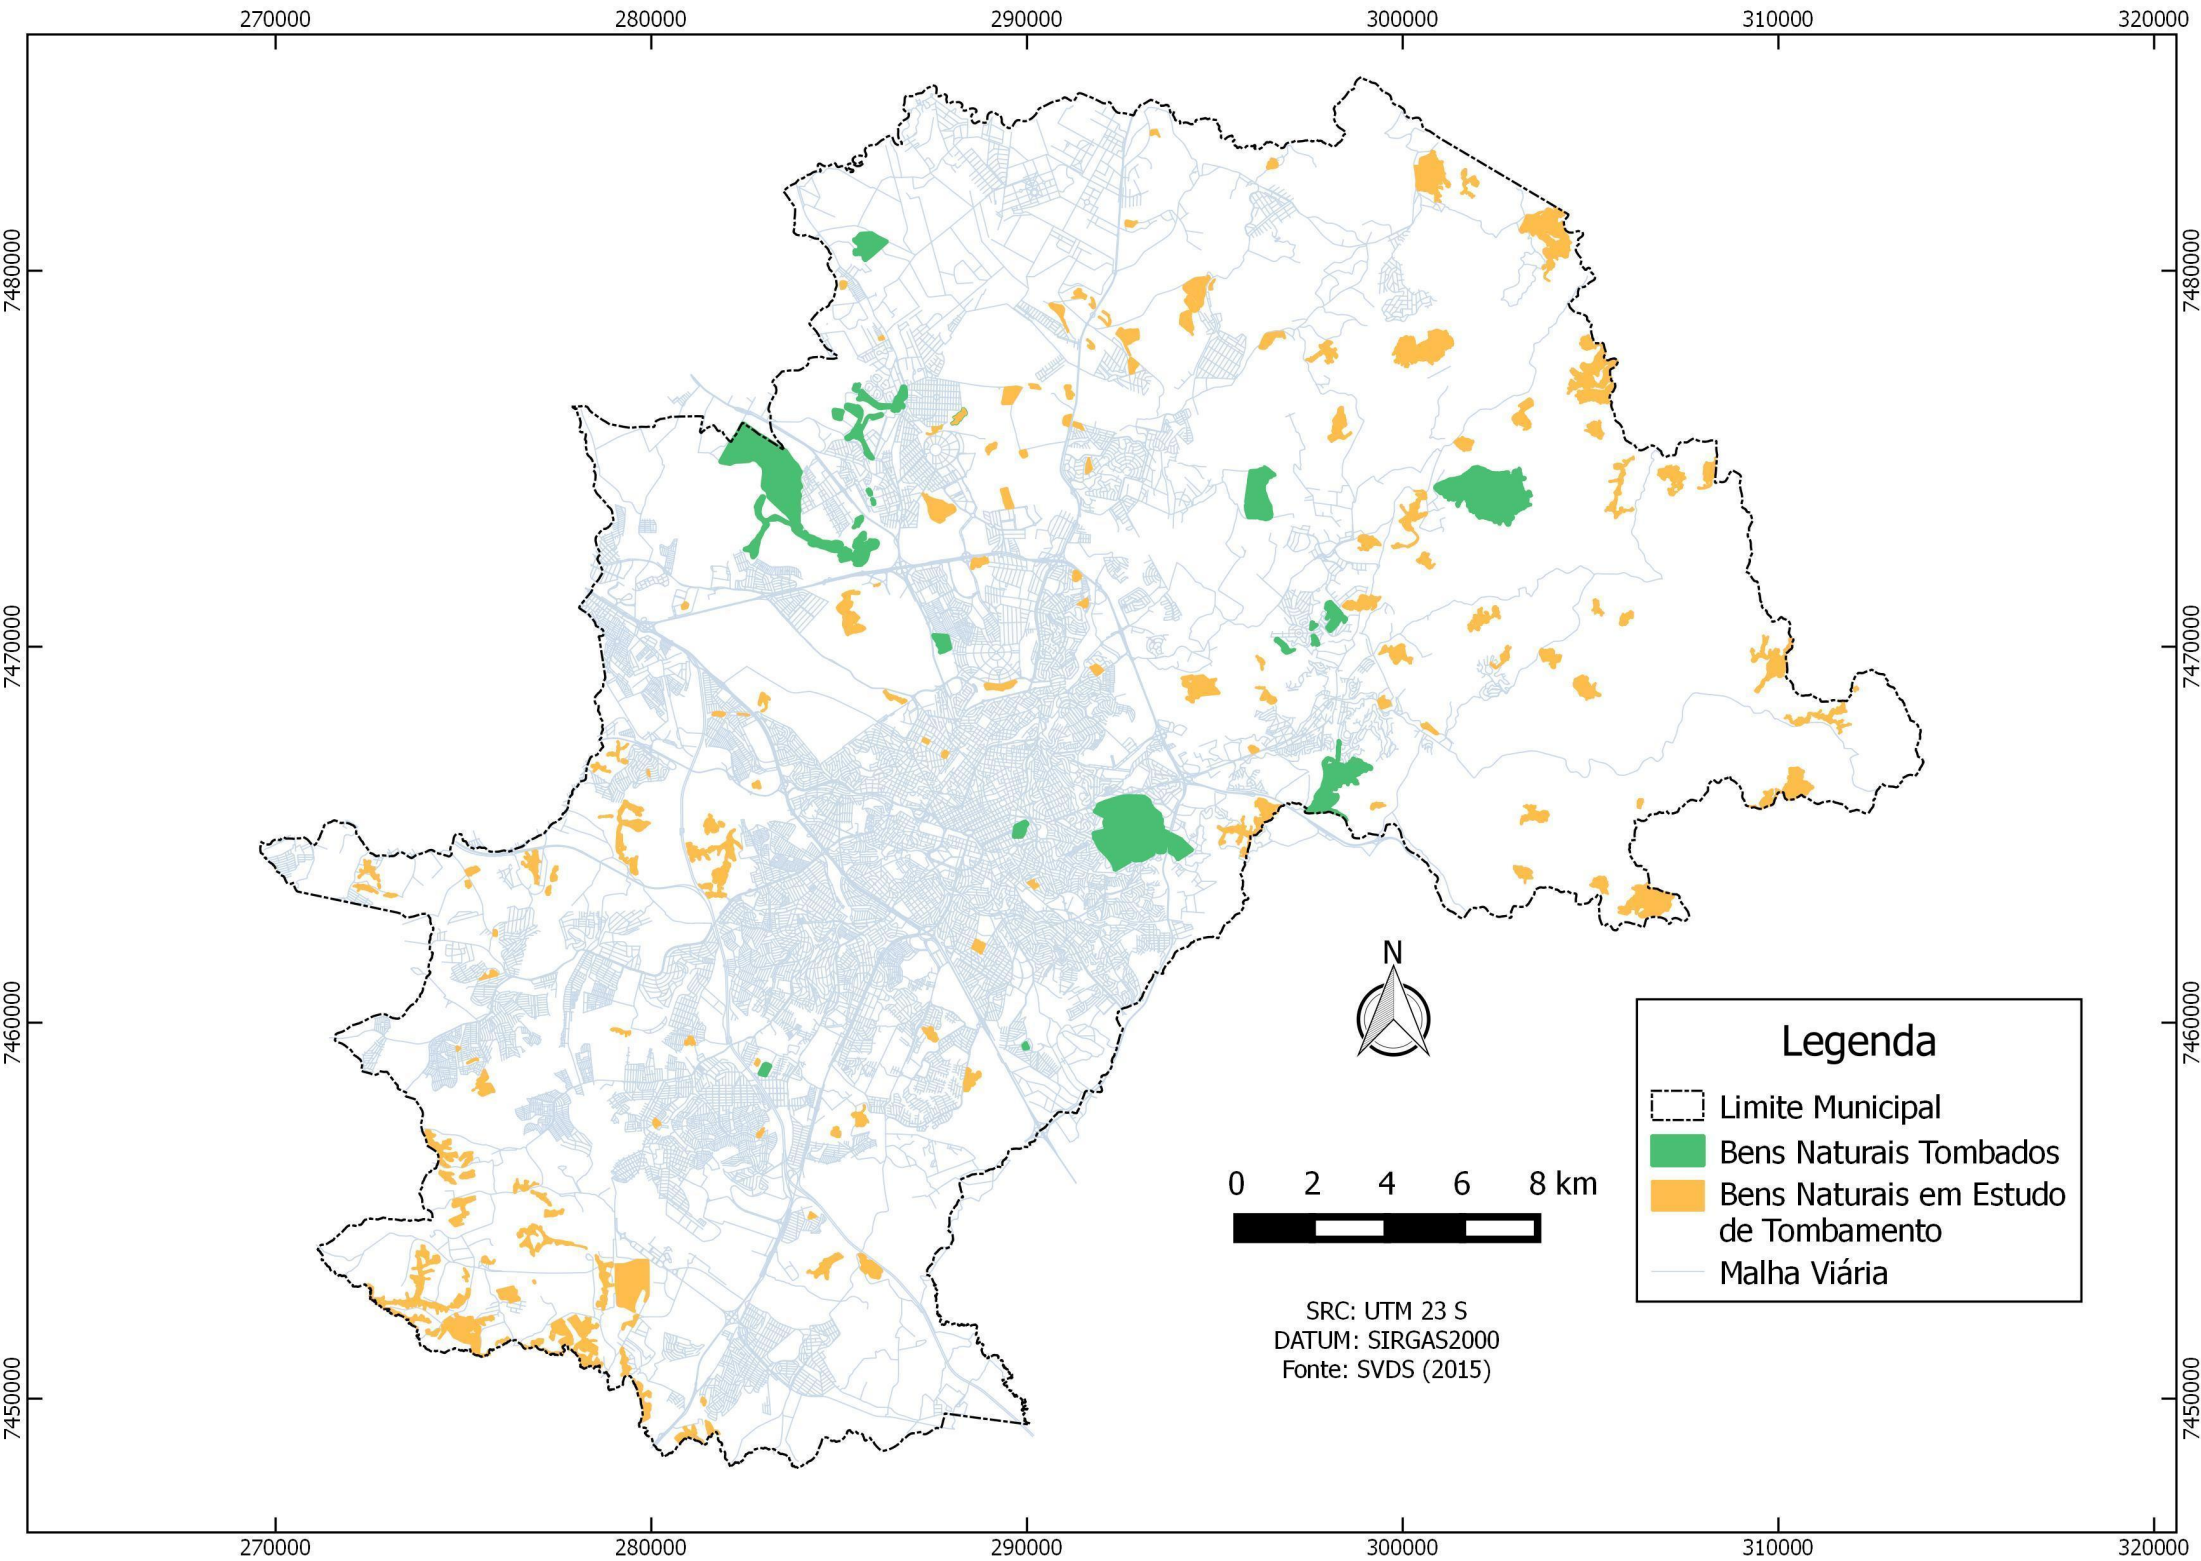 270000 280000 290000 300000 310000 320000
7480000
7480000
7470000
7470000
7460000
7460000
7450000
7450000
N
Legenda
Limite Municipal
Bens Naturais Tombados
Bens Naturais em Estudo
de Tombamento
Malha Viária
0 2 4 6 8 km
SRC: UTM 23 S
DATUM: SIRGAS2000
Fonte: SVDS (2015)
270000 280000 290000 300000 310000 320000